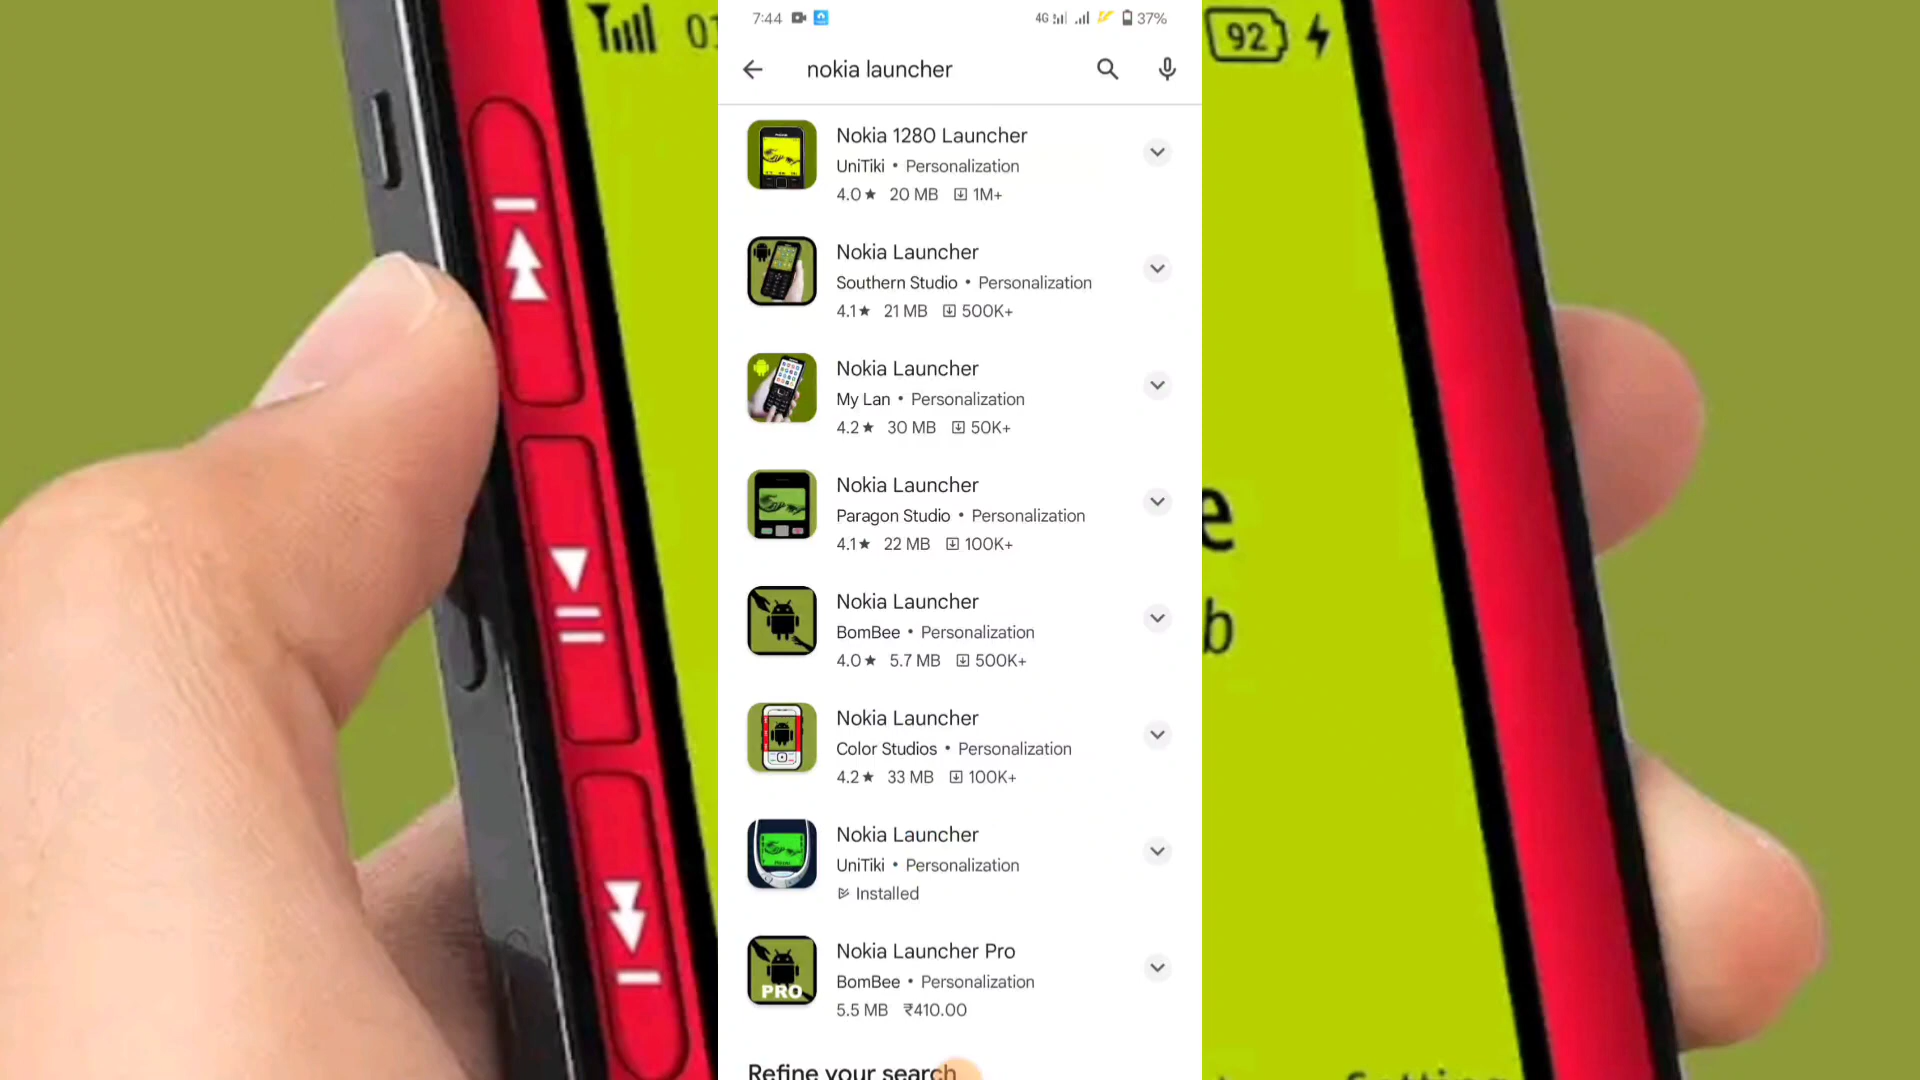 7:44
4G
37%
92
nokia launcher
Nokia 1280 Launcher
UniTiki • Personalization
4.0★ 20 MB 1M+
Nokia Launcher
Southern Studio • Personalization
4.1★ 21 MB 500K+
Nokia Launcher
My Lan • Personalization
4.2★ 30 MB 50K+
Nokia Launcher
Paragon Studio • Personalization
4.1★ 22 MB 100K+
Nokia Launcher
BomBee • Personalization
4.0★ 5.7 MB 500K+
Nokia Launcher
Color Studios • Personalization
4.2★ 33 MB 100K+
Nokia Launcher
UniTiki • Personalization
Installed
Nokia Launcher Pro
BomBee • Personalization
5.5 MB ₹410.00
PRO
Refine your search